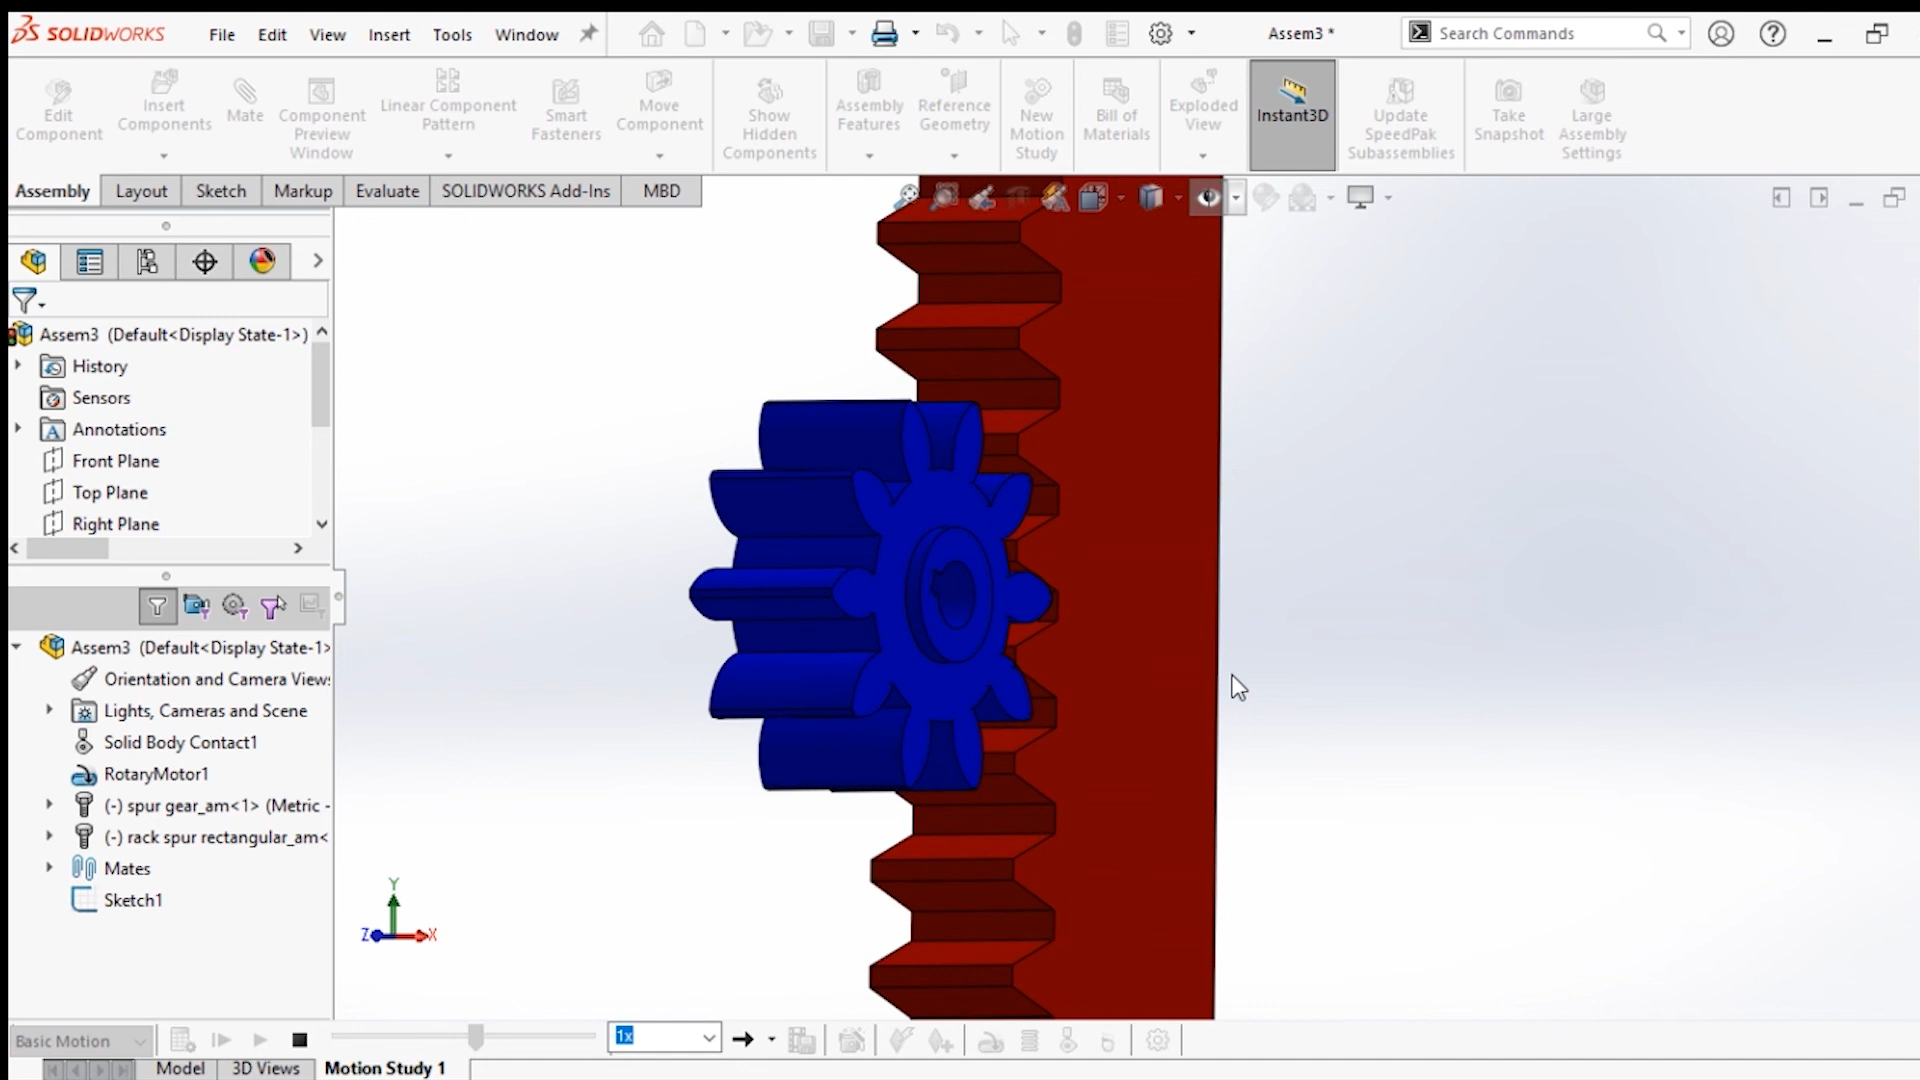 SOLIDWORKS File Edit View Insert Tools Window Assem3 * Search Commands
Edit Component
Insert Components
Mate
Component Preview Window
Linear Component Pattern
Smart Fasteners
Move Component
Show Hidden Components
Assembly Features
Reference Geometry
New Motion Study
Bill of Materials
Exploded View
Instant3D
Update SpeedPak Subassemblies
Take Snapshot
Large Assembly Settings
Assembly Layout Sketch Markup Evaluate SOLIDWORKS Add-Ins MBD
Assem3 (Default<Display State-1>)
History
Sensors
Annotations
Front Plane
Top Plane
Right Plane
Assem3 (Default<Display State-1>
Orientation and Camera Views
Lights, Cameras and Scene
Solid Body Contact1
RotaryMotor1
(-) spur gear_am<1> (Metric -
(-) rack spur rectangular_am<
Mates
Sketch1
Y
Z X
Basic Motion 1x
Model 3D Views Motion Study 1